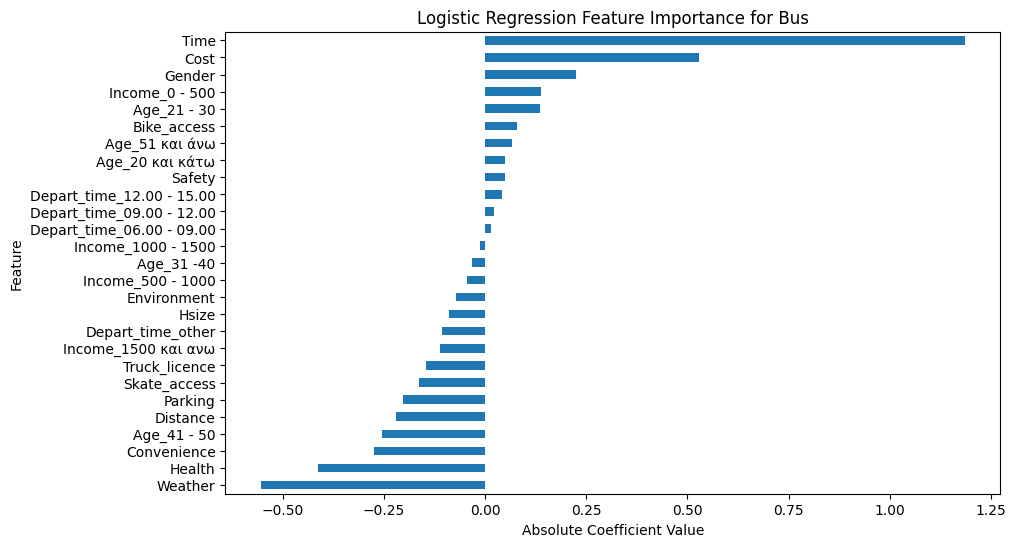 Logistic Regression Feature Importance for Bus
Time
Cost
Gender
Income_0 - 500
Age_21 - 30
Bike_access
Age_51 και άνω
Age_20 και κάτω
Safety
Depart_time_12.00 - 15.00
Depart_time_09.00 - 12.00
Depart_time_06.00 - 09.00
Income_1000 - 1500
Age_31 -40
Income_500 - 1000
Environment
Hsize
Depart_time_other
Income_1500 και ανω
Truck_licence
Skate_access
Parking
Distance
Age_41 - 50
Convenience
Health
Weather
Feature
−0.50 −0.25 0.00 0.25 0.50 0.75 1.00 1.25
Absolute Coefficient Value